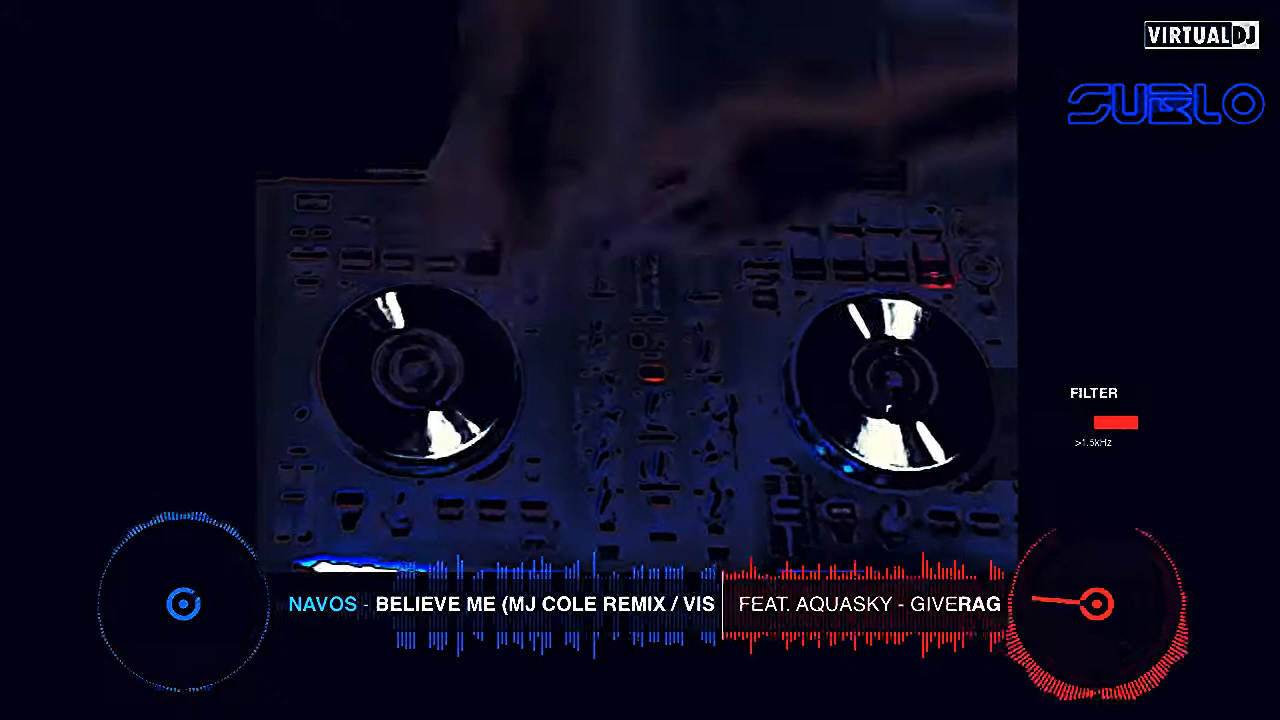 VIRTUALDJ
SUBLO
FILTER
>1.5kHz
NAVOS - BELIEVE ME (MJ COLE REMIX / VIS
FEAT. AQUASKY - GIVERAG